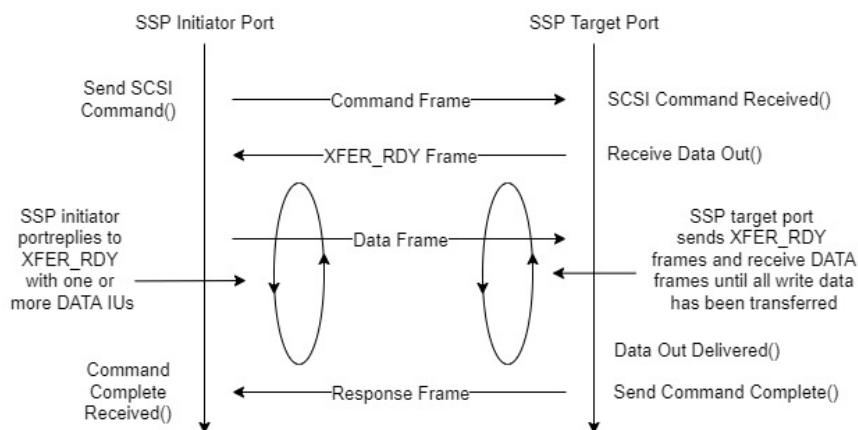 SSP Initiator Port
SSP Target Port
Send SCSI
Command()
Command Frame
SCSI Command Received()
XFER_RDY Frame
Receive Data Out()
SSP initiator
portreplies to
XFER_RDY
with one or
more DATA IUs
Data Frame
SSP target port
sends XFER_RDY
frames and receive DATA
frames until all write data
has been transferred
Data Out Delivered()
Command
Complete
Received()
Response Frame
Send Command Complete()